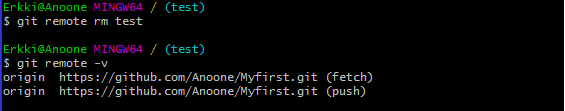 Erkki@Anoone MINGW64 / (test)
$ git remote rm test
Erkki@Anoone MINGW64 / (test)
$ git remote -v
origin  https://github.com/Anoone/Myfirst.git (fetch)
origin  https://github.com/Anoone/Myfirst.git (push)